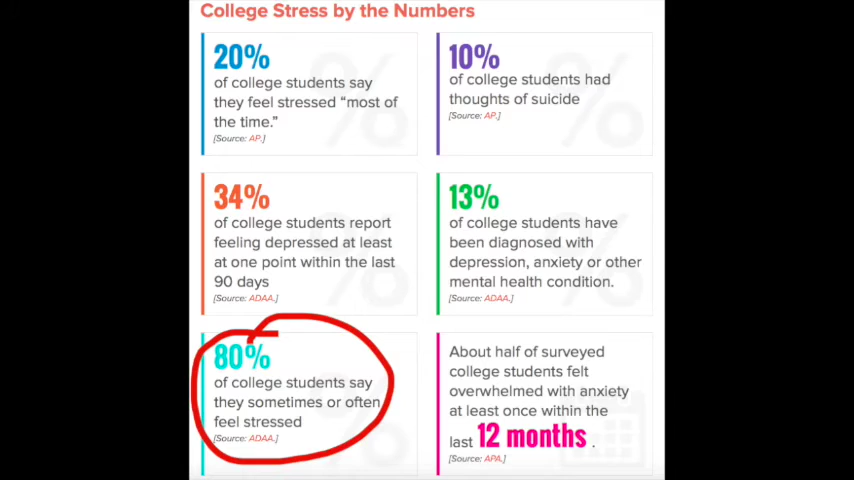 College Stress by the Numbers
20%
of college students say
they feel stressed “most of
the time.”
[Source: AP.]
10%
of college students had
thoughts of suicide
[Source: AP.]
34%
of college students report
feeling depressed at least
at one point within the last
90 days
[Source: ADAA.]
13%
of college students have
been diagnosed with
depression, anxiety or other
mental health condition.
[Source: ADAA.]
80%
of college students say
they sometimes or often
feel stressed
[Source: ADAA.]
About half of surveyed
college students felt
overwhelmed with anxiety
at least once within the
last 12 months .
[Source: APA.]